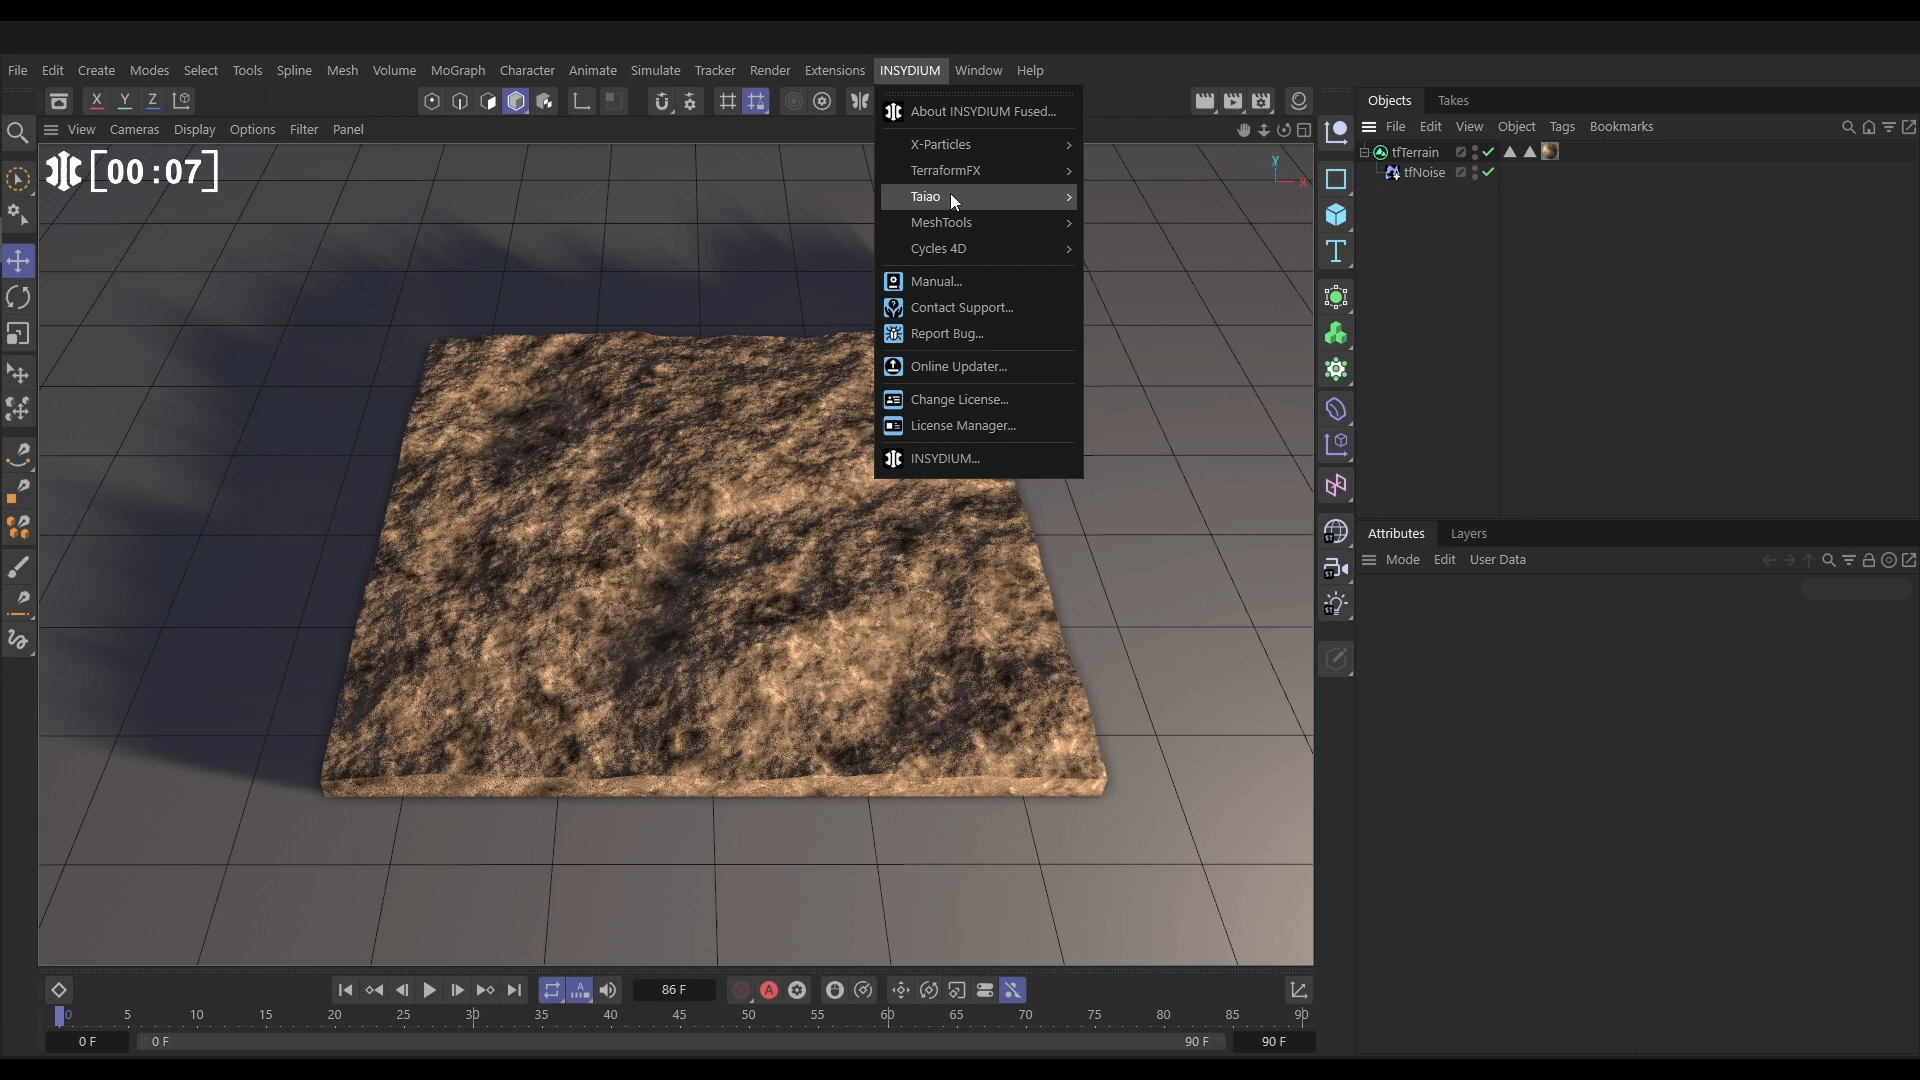 File Edit Create Modes Select Tools Spline Mesh Volume MoGraph Character Animate Simulate Tracker Render Extensions INSYDIUM Window Help
X Y Z
Objects Takes
View Cameras Display Options Filter Panel
File Edit View Object Tags Bookmarks
[00:07]
Y
X
tfTerrain
tfNoise
About INSYDIUM Fused...
X-Particles
TerraformFX
Taiao
MeshTools
Cycles 4D
Manual...
Contact Support...
Report Bug...
Online Updater...
Change License...
License Manager...
INSYDIUM...
T
ST
ST
ST
Attributes Layers
Mode Edit User Data
A
86 F
A
0 5 10 15 20 25 30 35 40 45 50 55 60 65 70 75 80 85 90
0 F 0 F 90 F 90 F